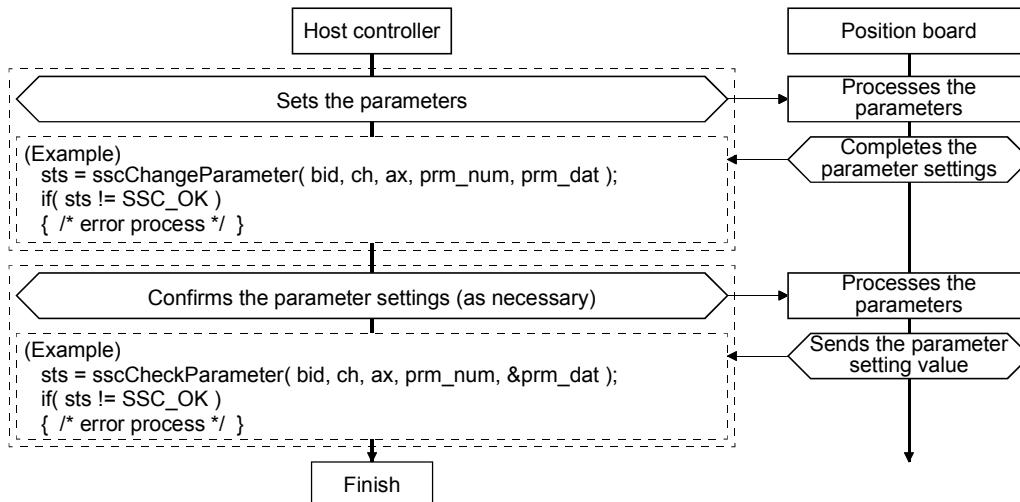 Host controller
Position board
Sets the parameters
Processes the
parameters
(Example)
sts = sscChangeParameter( bid, ch, ax, prm_num, prm_dat );
if( sts != SSC_OK )
{ /* error process */ }
Completes the
parameter settings
Confirms the parameter settings (as necessary)
Processes the
parameters
(Example)
sts = sscCheckParameter( bid, ch, ax, prm_num, &prm_dat );
if( sts != SSC_OK )
{ /* error process */ }
Sends the parameter
setting value
Finish